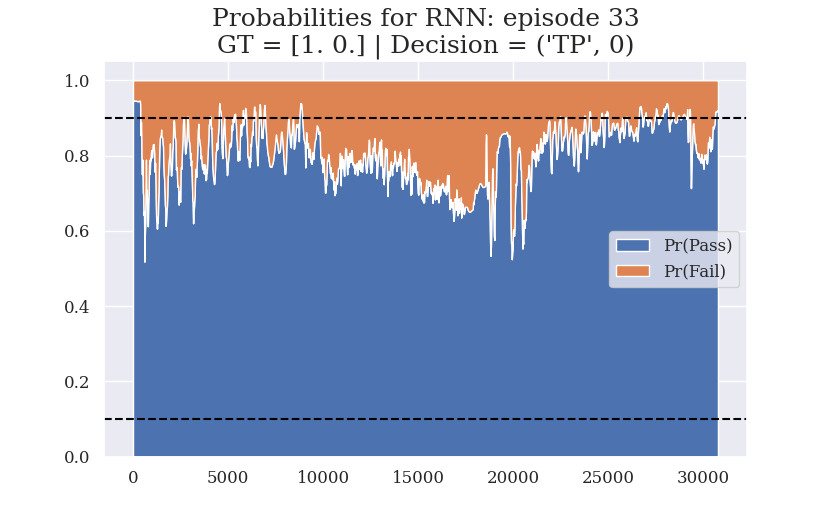 Probabilities for RNN: episode 33
GT = [1. 0.] | Decision = ('TP', 0)
1.0
0.8
0.6
0.4
0.2
0.0
Pr(Pass)
Pr(Fail)
0 5000 10000 15000 20000 25000 30000